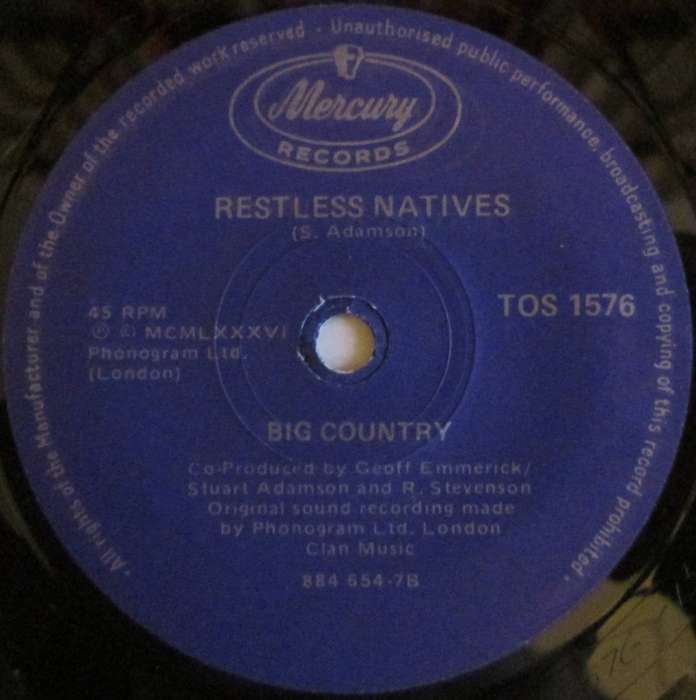 · All rights of the Manufacturer and of the Owner of the recorded work reserved · Unauthorised public performance, broadcasting and copying of this record prohibited ·
Mercury
RECORDS
RESTLESS NATIVES
(S. Adamson)
45 RPM
Ⓟ © MCMLXXXVI
Phonogram Ltd.
(London)
TOS 1576
BIG COUNTRY
Co-Produced by Geoff Emmerick/
Stuart Adamson and R. Stevenson
Original sound recording made
by Phonogram Ltd. London
Clan Music
884 654-7B